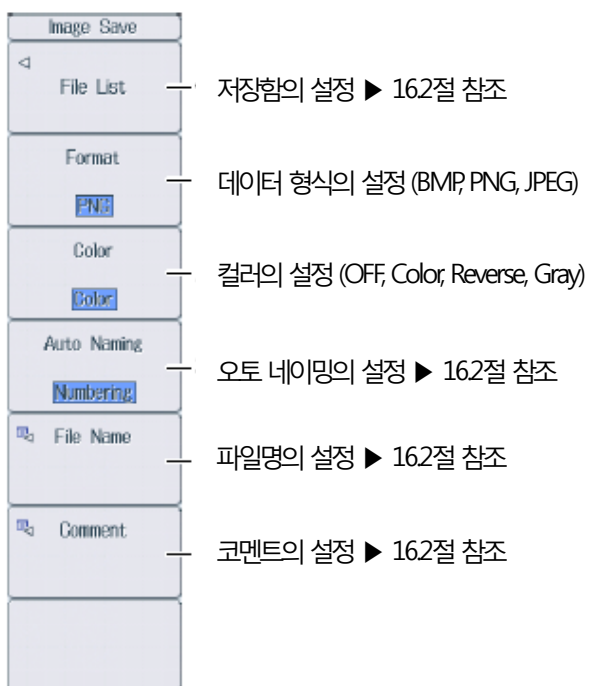 Image Save
File List
저장함의 설정 ▶ 16.2절 참조
Format
PNG
데이터 형식의 설정 (BMP, PNG, JPEG)
Color
Color
컬러의 설정 (OFF, Color, Reverse, Gray)
Auto Naming
Numbering
오토 네이밍의 설정 ▶ 16.2절 참조
File Name
파일명의 설정 ▶ 16.2절 참조
Comment
코멘트의 설정 ▶ 16.2절 참조